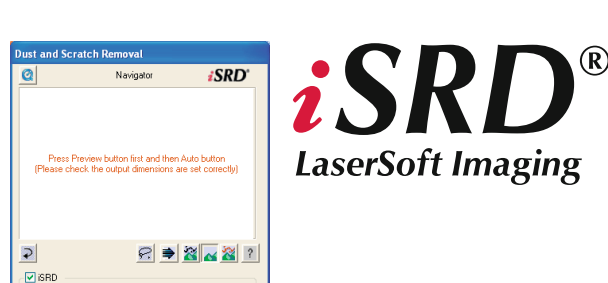 Dust and Scratch Removal
Navigator
iSRD®
Press Preview button first and then Auto button
(Please check the output dimensions are set correctly)
?
iSRD
iSRD®
LaserSoft Imaging